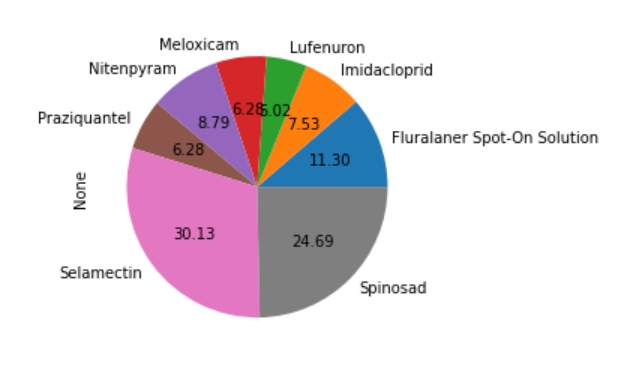 Meloxicam
Lufenuron
Nitenpyram
Imidacloprid
Praziquantel
Fluralaner Spot-On Solution
6.28
5.02
8.79
7.53
6.28
11.30
None
30.13
24.69
Selamectin
Spinosad